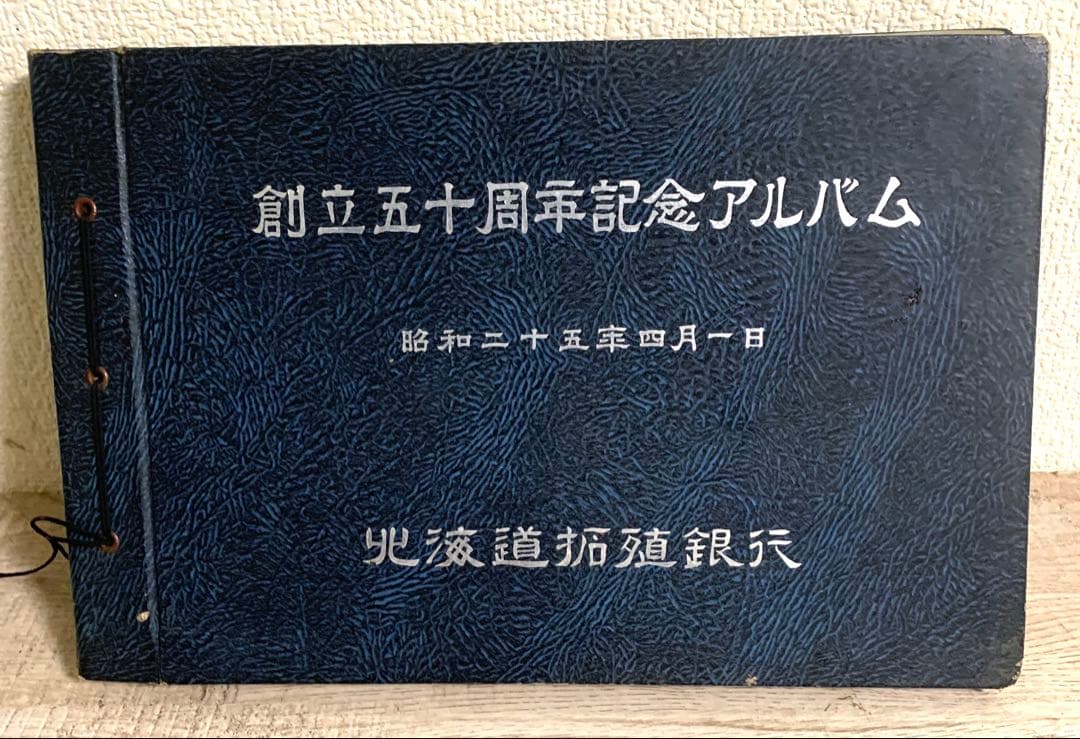 創立五十周年記念アルバム
昭和二十五年四月一日
北海道拓殖銀行